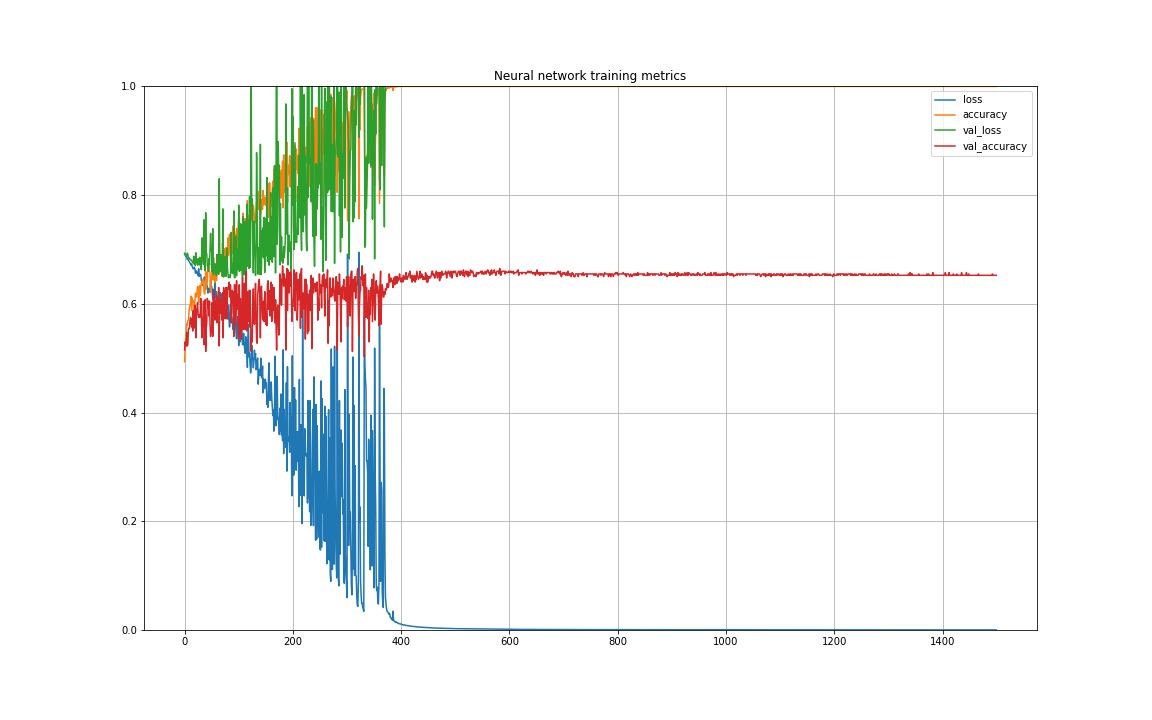 Neural network training metrics
1.0
0.8
0.6
0.4
0.2
0.0
loss
accuracy
val_loss
val_accuracy
0 200 400 600 800 1000 1200 1400